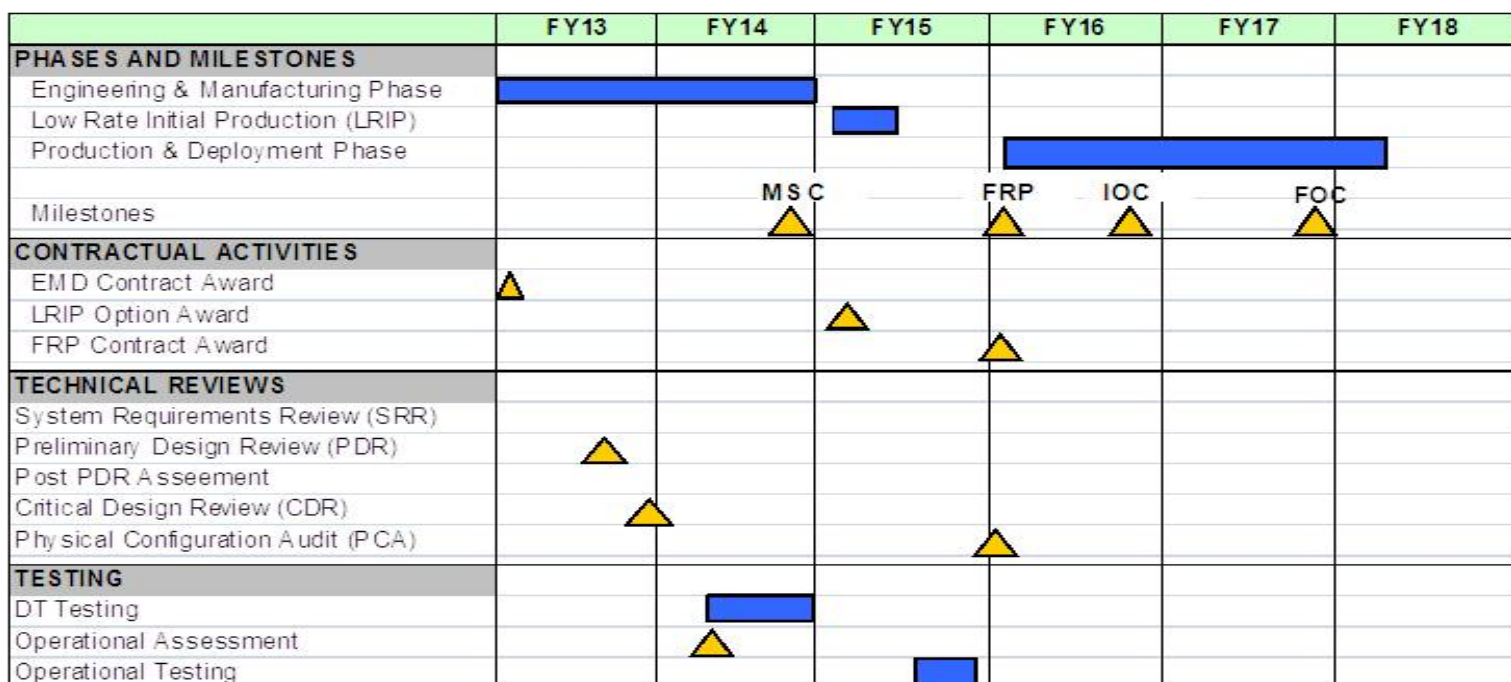 FY13 FY14 FY15 FY16 FY17 FY18
PHASES AND MILESTONES
Engineering & Manufacturing Phase
Low Rate Initial Production (LRIP)
Production & Deployment Phase
MSC FRP IOC FOC
Milestones
CONTRACTUAL ACTIVITIES
EMD Contract Award
LRIP Option Award
FRP Contract Award
TECHNICAL REVIEWS
System Requirements Review (SRR)
Preliminary Design Review (PDR)
Post PDR Asseement
Critical Design Review (CDR)
Physical Configuration Audit (PCA)
TESTING
DT Testing
Operational Assessment
Operational Testing